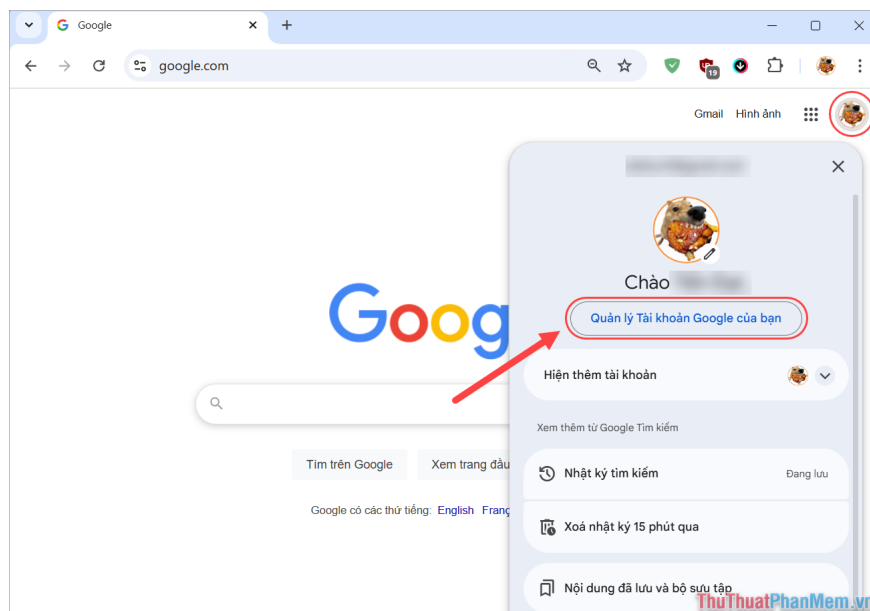 Google
google.com
19
Gmail Hình ảnh
Chào
Quản lý Tài khoản Google của bạn
Goog
Hiện thêm tài khoản
Xem thêm từ Google Tìm kiếm
Tìm trên Google Xem trang đầu
Nhật ký tìm kiếm Đang lưu
Google có các thứ tiếng: English Franç
Xoá nhật ký 15 phút qua
Nội dung đã lưu và bộ sưu tập
ThuThuatPhanMem.vn